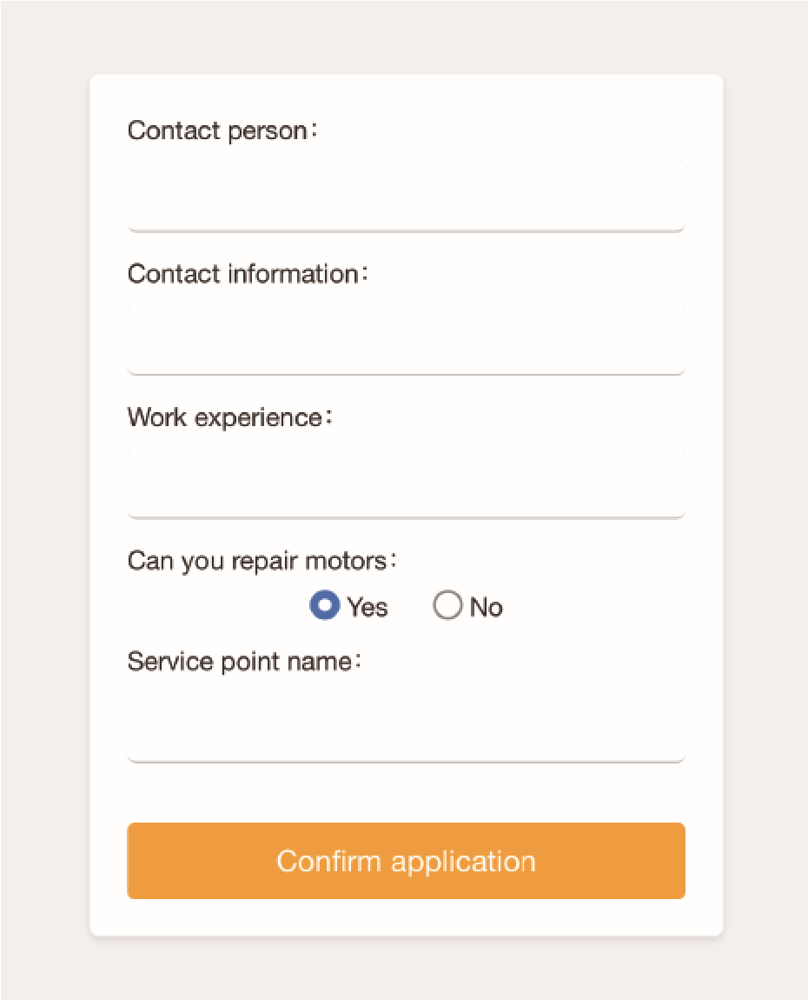 Contact person：
Contact information：
Work experience：
Can you repair motors：
Yes No
Service point name：
Confirm application